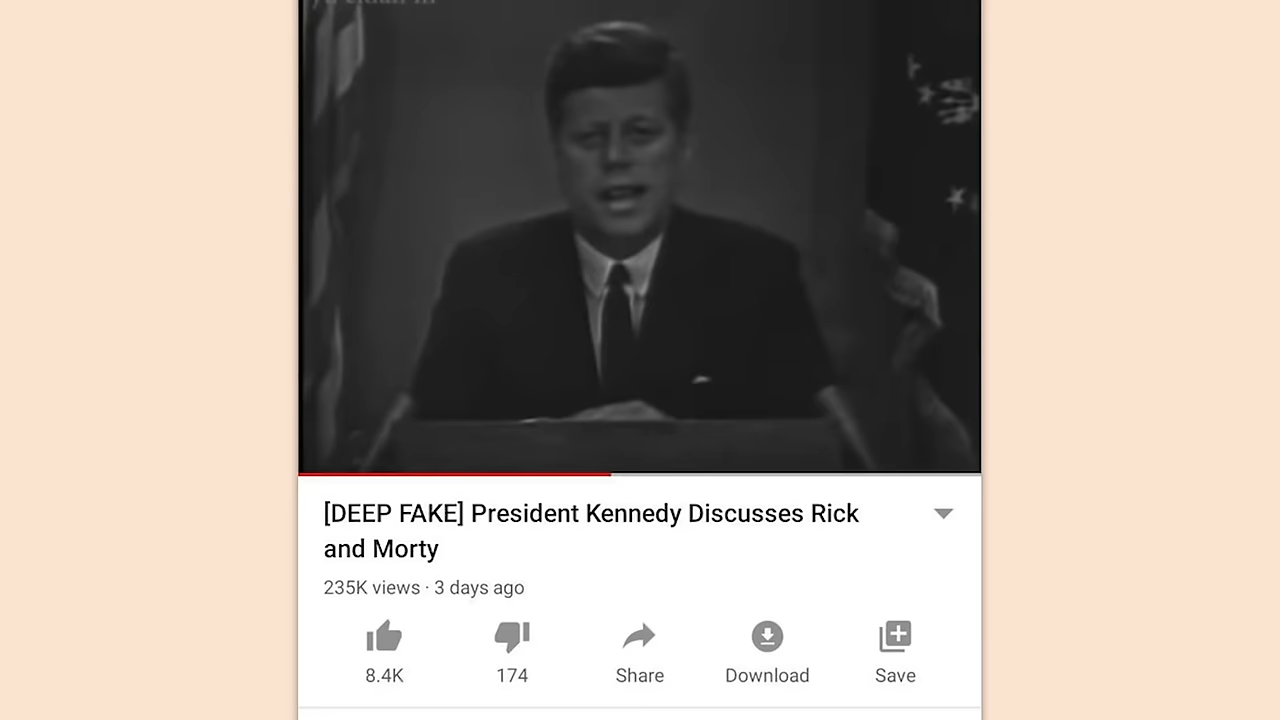 [DEEP FAKE] President Kennedy Discusses Rick
and Morty
235K views · 3 days ago
8.4K 174 Share Download Save